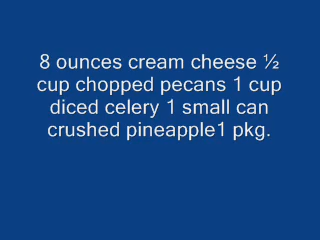 8 ounces cream cheese ½
cup chopped pecans 1 cup
diced celery 1 small can
crushed pineapple1 pkg.